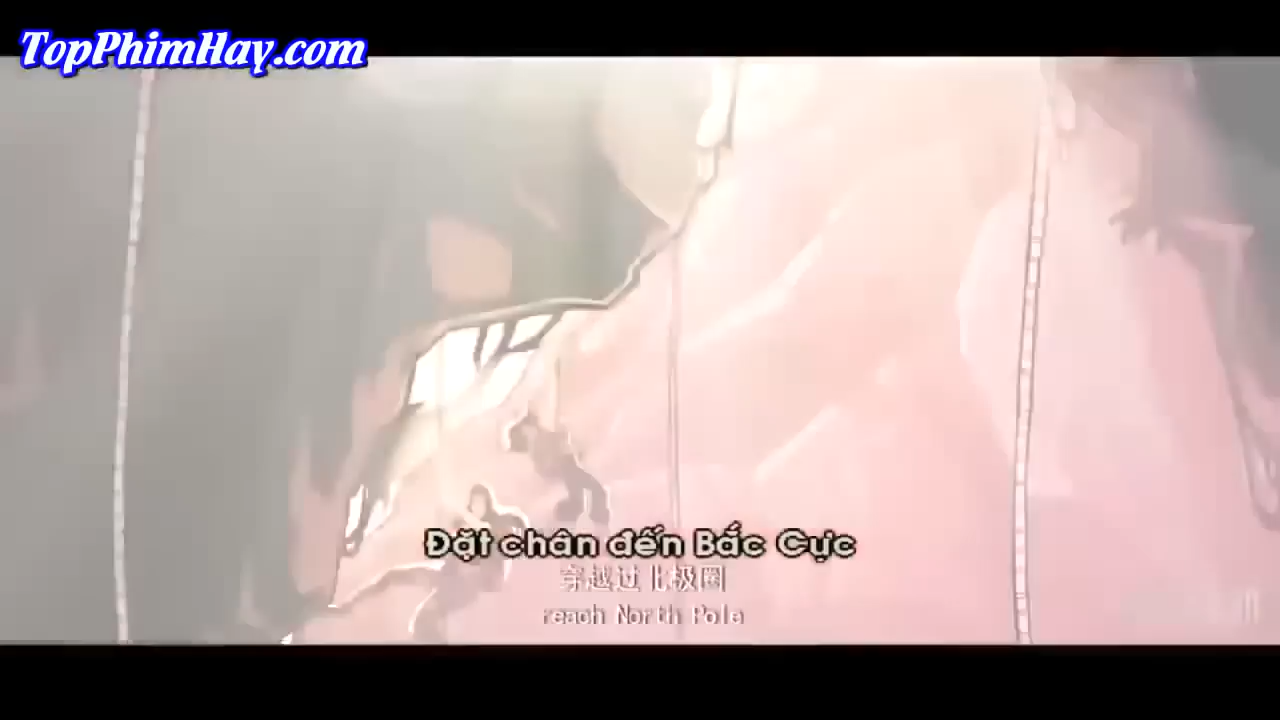 TopPhimHay.com
Đặt chân đến Bắc Cực
穿越过北极圈
reach North Pole